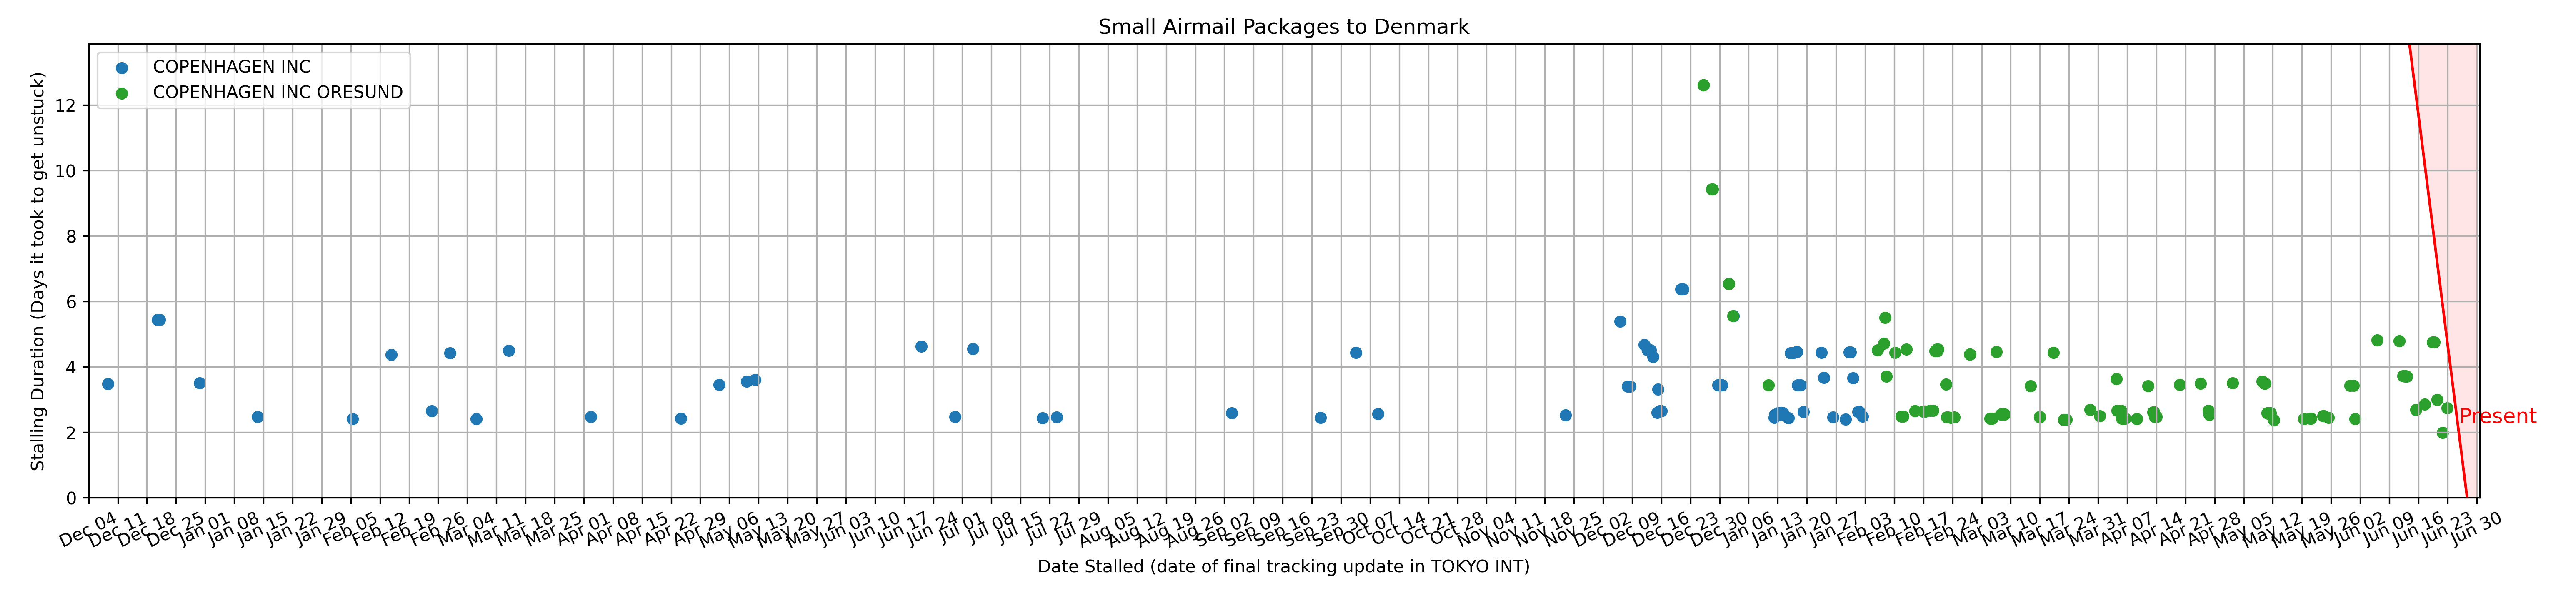 Small Airmail Packages to Denmark
COPENHAGEN INC
COPENHAGEN INC ORESUND
Stalling Duration (Days it took to get unstuck)
12
10
8
6
4
2
0
Present
Dec 04
Dec 11
Dec 18
Dec 25
Jan 01
Jan 08
Jan 15
Jan 22
Jan 29
Feb 05
Feb 12
Feb 19
Feb 26
Mar 04
Mar 11
Mar 18
Mar 25
Apr 01
Apr 08
Apr 15
Apr 22
Apr 29
May 06
May 13
May 20
May 27
Jun 03
Jun 10
Jun 17
Jun 24
Jul 01
Jul 08
Jul 15
Jul 22
Jul 29
Aug 05
Aug 12
Aug 19
Aug 26
Sep 02
Sep 09
Sep 16
Sep 23
Sep 30
Oct 07
Oct 14
Oct 21
Oct 28
Nov 04
Nov 11
Nov 18
Nov 25
Dec 02
Dec 09
Dec 16
Dec 23
Dec 30
Jan 06
Jan 13
Jan 20
Jan 27
Feb 03
Feb 10
Feb 17
Feb 24
Mar 03
Mar 10
Mar 17
Mar 24
Mar 31
Apr 07
Apr 14
Apr 21
Apr 28
May 05
May 12
May 19
May 26
Jun 02
Jun 09
Jun 16
Jun 23
Jun 30
Date Stalled (date of final tracking update in TOKYO INT)